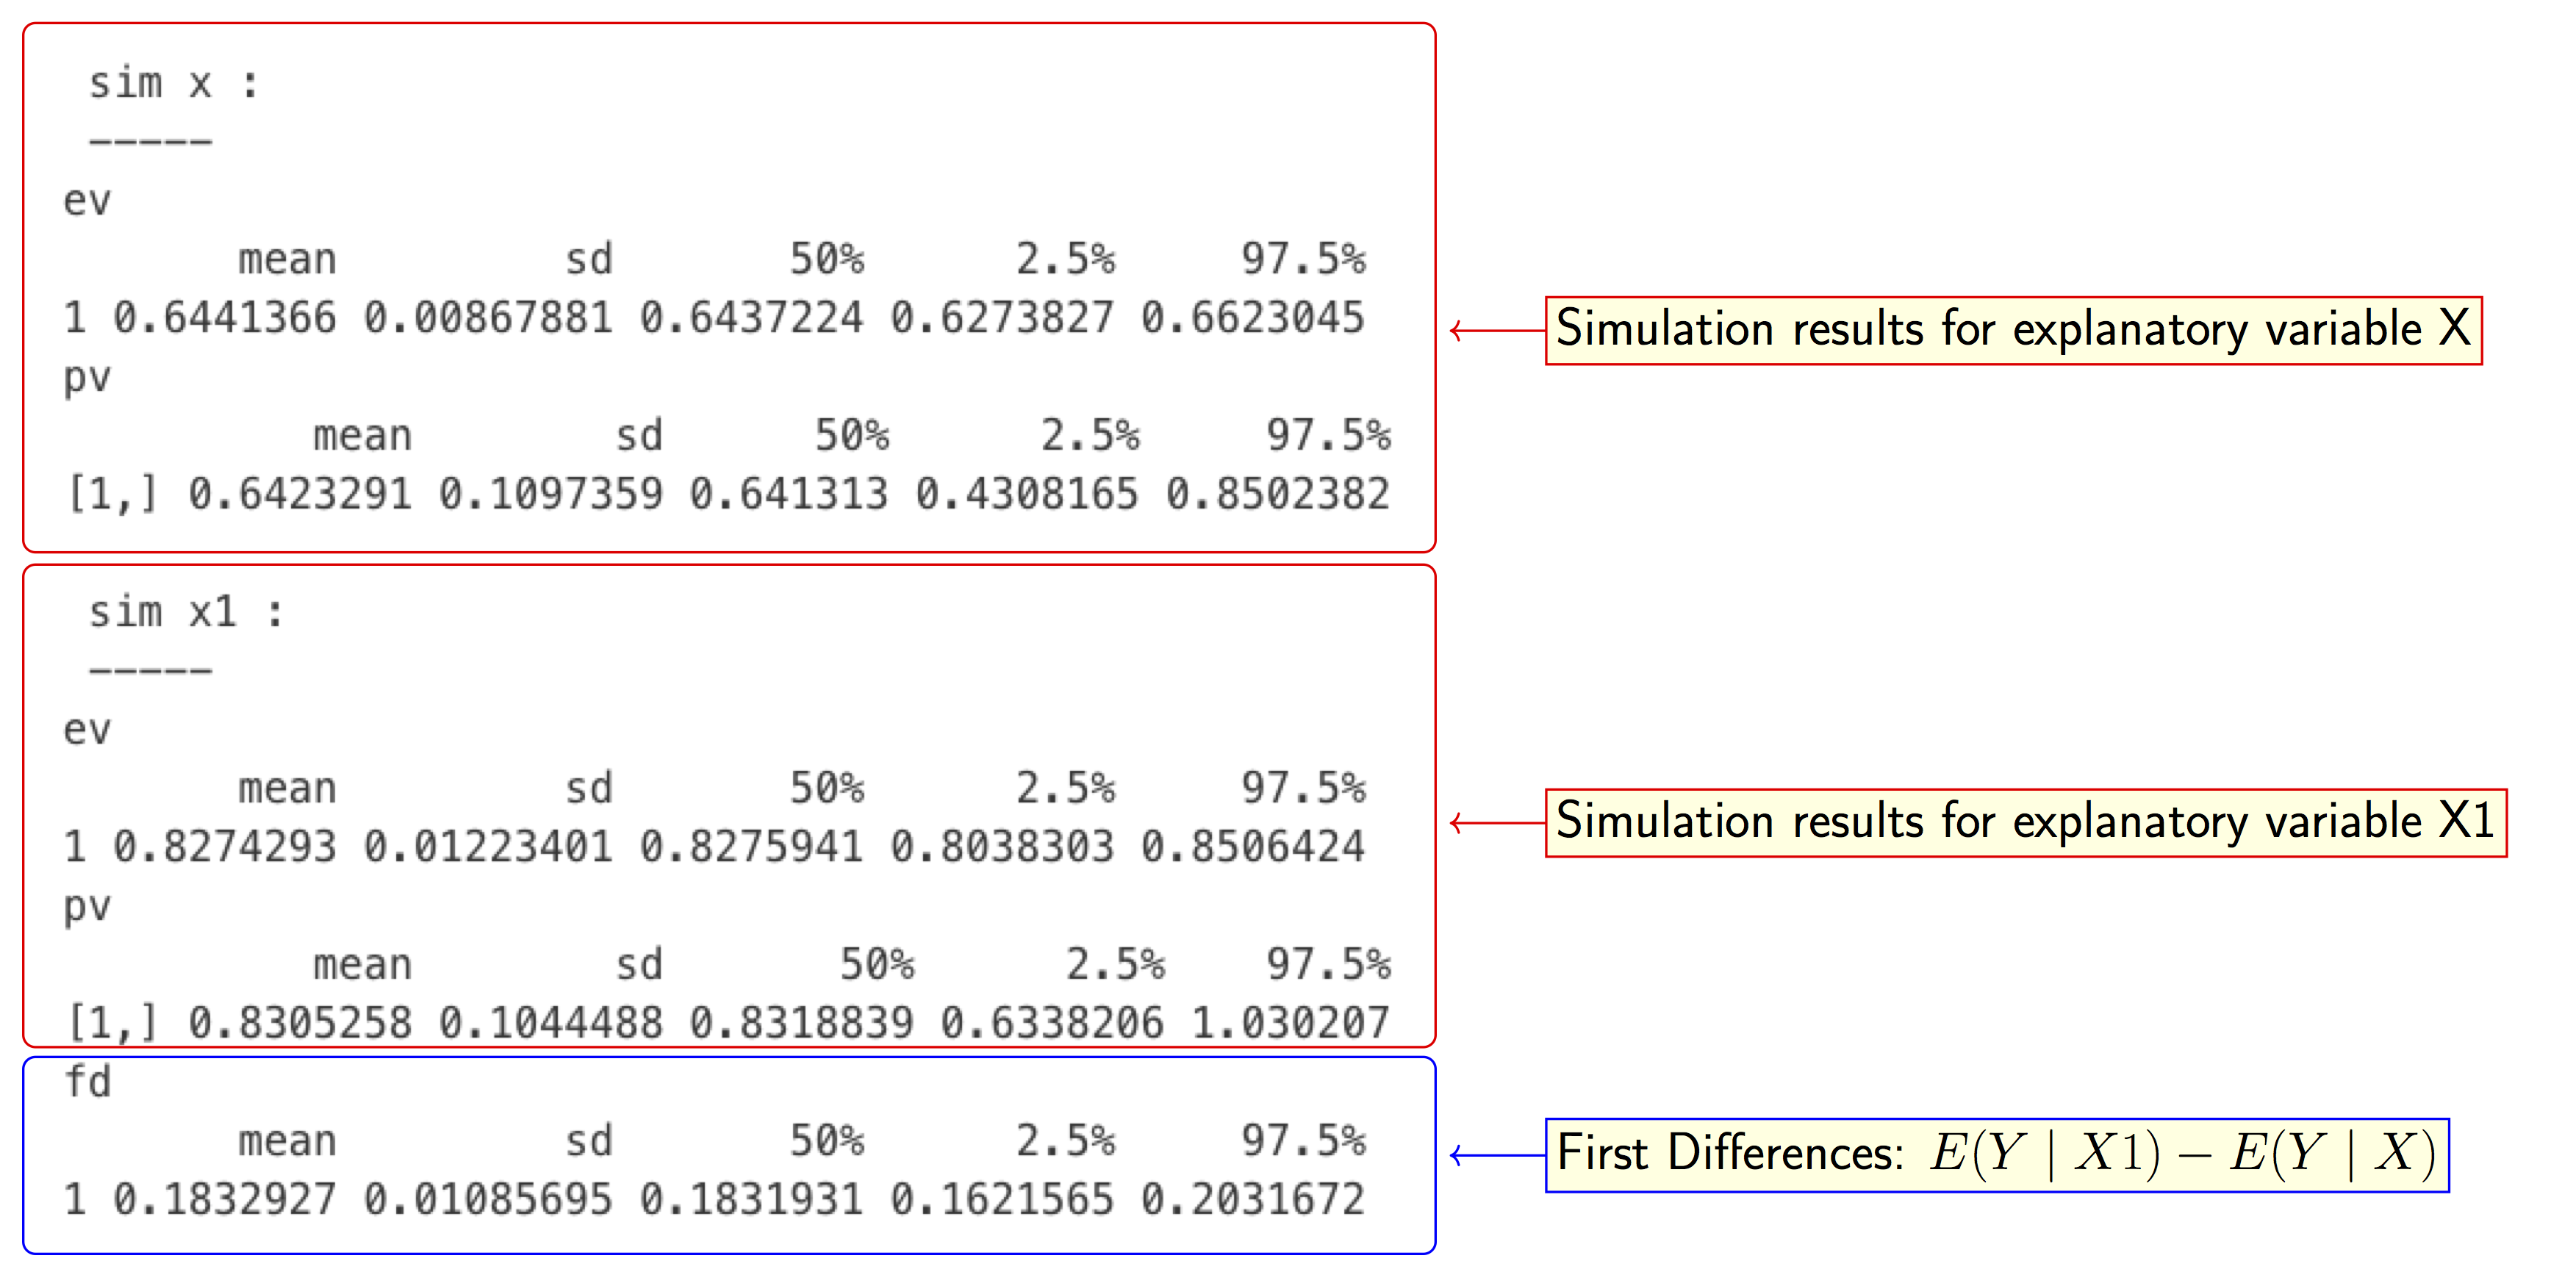 sim x :
-----
ev
mean sd 50% 2.5% 97.5%
1 0.6441366 0.00867881 0.6437224 0.6273827 0.6623045
pv
mean sd 50% 2.5% 97.5%
[1,] 0.6423291 0.1097359 0.641313 0.4308165 0.8502382
Simulation results for explanatory variable X
sim x1 :
-----
ev
mean sd 50% 2.5% 97.5%
1 0.8274293 0.01223401 0.8275941 0.8038303 0.8506424
pv
mean sd 50% 2.5% 97.5%
[1,] 0.8305258 0.1044488 0.8318839 0.6338206 1.030207
Simulation results for explanatory variable X1
fd
mean sd 50% 2.5% 97.5%
1 0.1832927 0.01085695 0.1831931 0.1621565 0.2031672
First Differences: E(Y | X1) − E(Y | X)